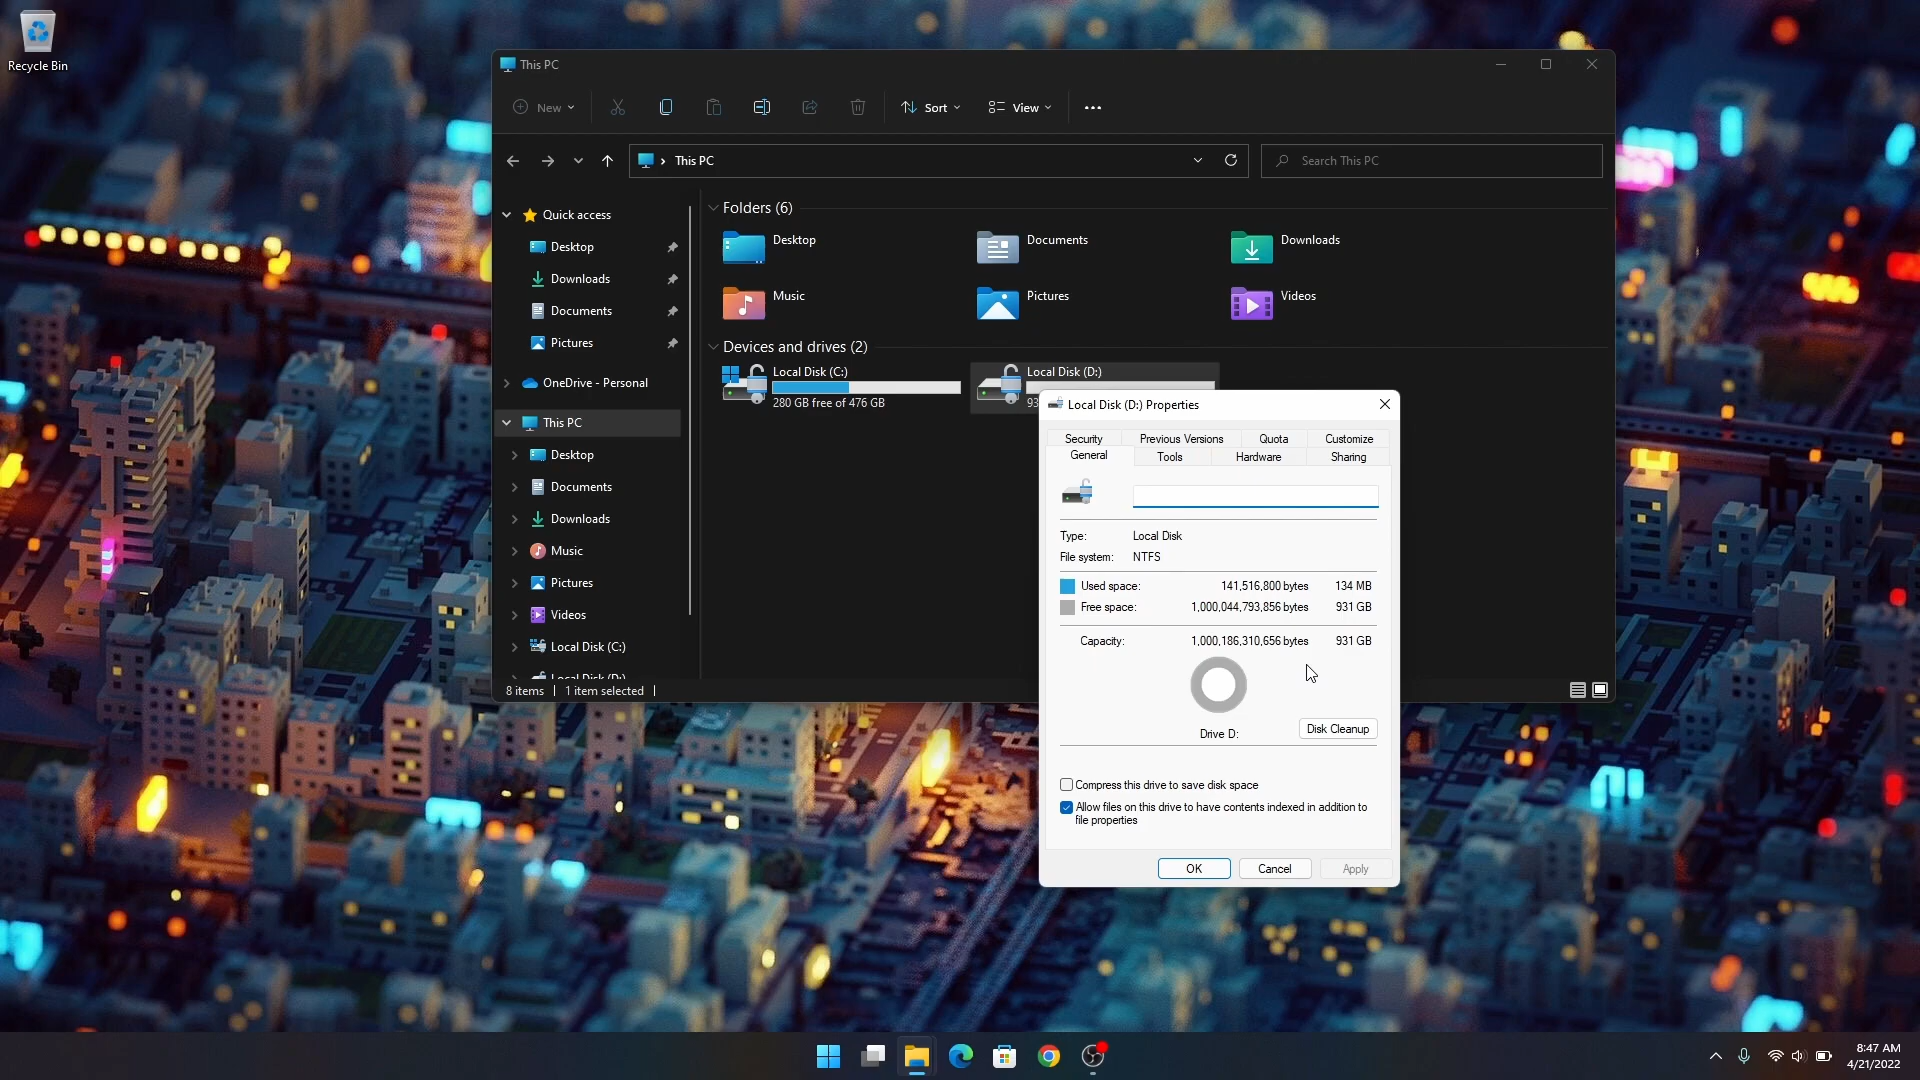 Recycle Bin
This PC
New
Sort
View
This PC
Search This PC
Quick access
Desktop
Downloads
Documents
Pictures
OneDrive - Personal
This PC
Desktop
Documents
Downloads
Music
Pictures
Videos
Local Disk (C:)
Local Disk (D:)
Folders (6)
Desktop
Documents
Downloads
Music
Pictures
Videos
Devices and drives (2)
Local Disk (C:)
280 GB free of 476 GB
Local Disk (D:)
8 items
1 item selected
Local Disk (D:) Properties
Security Previous Versions Quota Customize
General Tools Hardware Sharing
Type: Local Disk
File system: NTFS
Used space: 141,516,800 bytes 134 MB
Free space: 1,000,044,793,856 bytes 931 GB
Capacity: 1,000,186,310,656 bytes 931 GB
Drive D:
Disk Cleanup
Compress this drive to save disk space
Allow files on this drive to have contents indexed in addition to
file properties
OK Cancel Apply
8:47 AM
4/21/2022